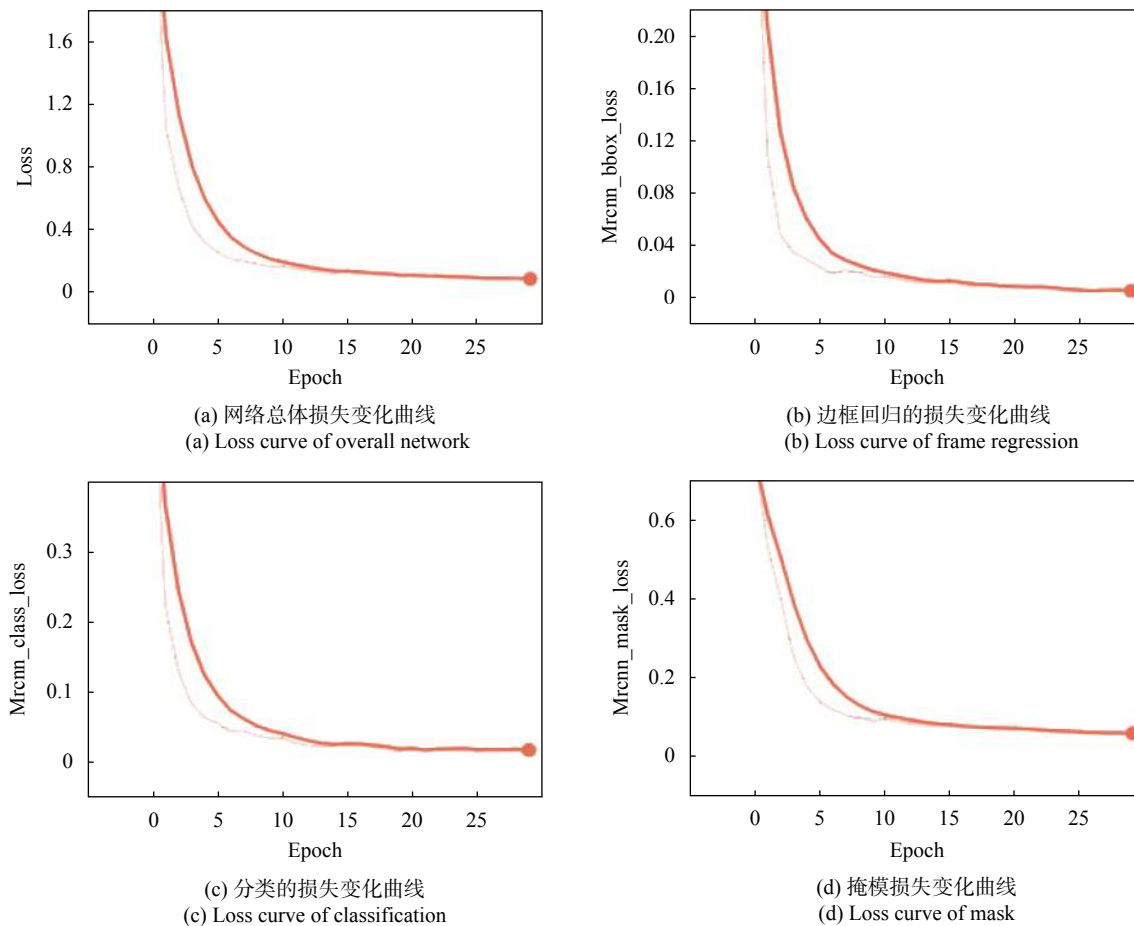 1.6
1.2
0.8
0.4
0
Loss
0 5 10 15 20 25
Epoch
(a) 网络总体损失变化曲线
(a) Loss curve of overall network
0.20
0.16
0.12
0.08
0.04
0
Mrcnn_bbox_loss
0 5 10 15 20 25
Epoch
(b) 边框回归的损失变化曲线
(b) Loss curve of frame regression
0.3
0.2
0.1
0
Mrcnn_class_loss
0 5 10 15 20 25
Epoch
(c) 分类的损失变化曲线
(c) Loss curve of classification
0.6
0.4
0.2
0
Mrcnn_mask_loss
0 5 10 15 20 25
Epoch
(d) 掩模损失变化曲线
(d) Loss curve of mask